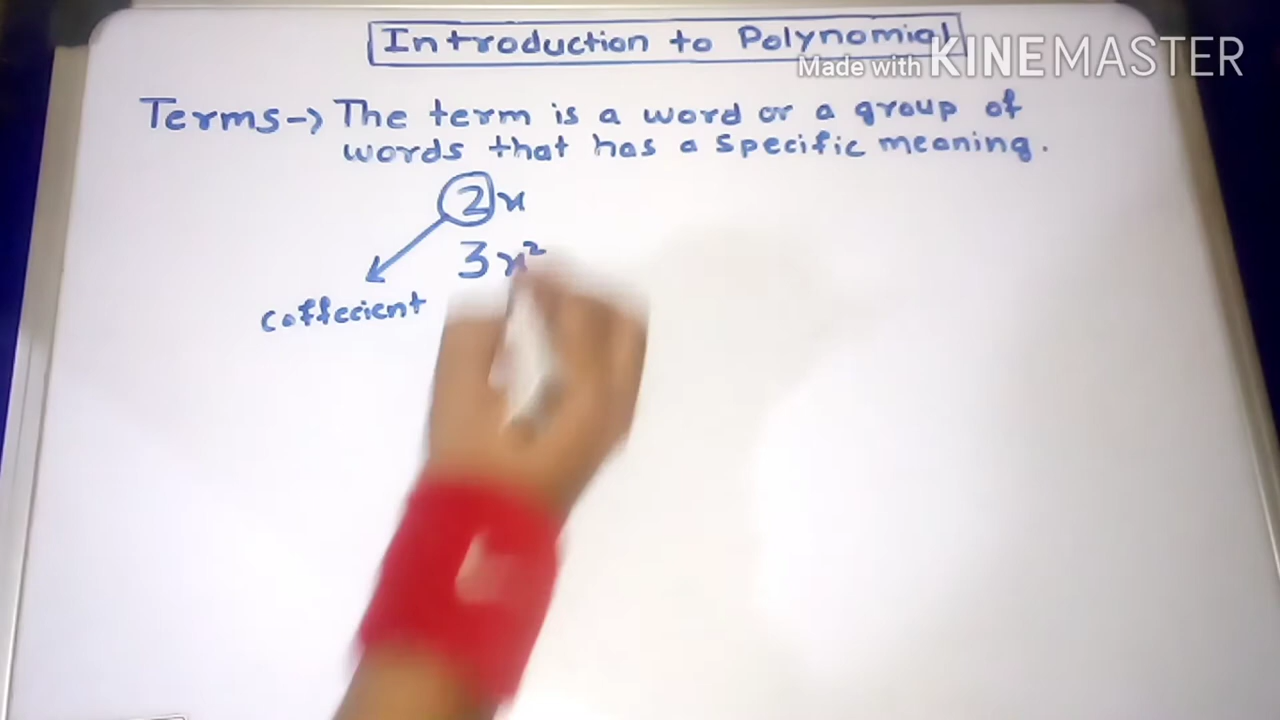 Introduction to Polynomial
Made with KINEMASTER
Terms-> The term is a word or a group of
words that has a specific meaning.
2x
3x²
coffecient